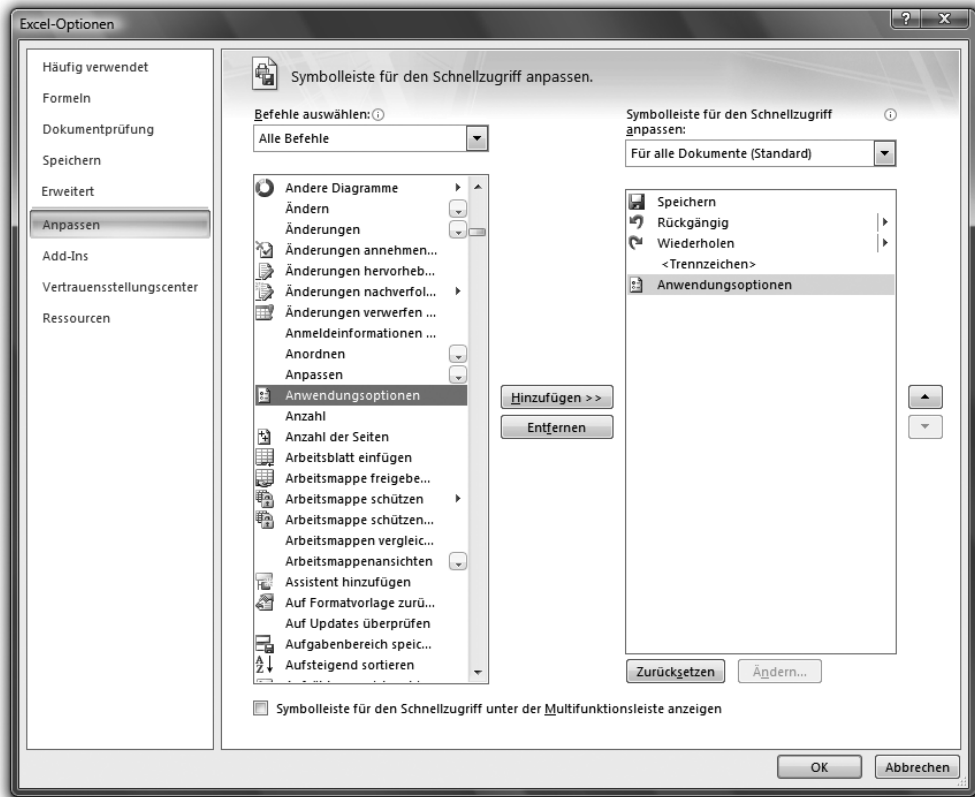 Excel-Optionen
Häufig verwendet
Formeln
Dokumentprüfung
Speichern
Erweitert
Anpassen
Add-Ins
Vertrauensstellungscenter
Ressourcen
Symbolleiste für den Schnellzugriff anpassen.
Befehle auswählen:
Alle Befehle
Andere Diagramme
Ändern
Änderungen
Änderungen annehmen...
Änderungen hervorheb...
Änderungen nachverfol...
Änderungen verwerfen ...
Anmeldeinformationen ...
Anordnen
Anpassen
Anwendungsoptionen
Anzahl
Anzahl der Seiten
Arbeitsblatt einfügen
Arbeitsmappe freigebe...
Arbeitsmappe schützen
Arbeitsmappe schützen...
Arbeitsmappen vergleic...
Arbeitsmappenansichten
Assistent hinzufügen
Auf Formatvorlage zurü...
Auf Updates überprüfen
Aufgabenbereich speic...
Aufsteigend sortieren
Hinzufügen >>
Entfernen
Symbolleiste für den Schnellzugriff
anpassen:
Für alle Dokumente (Standard)
Speichern
Rückgängig
Wiederholen
<Trennzeichen>
Anwendungsoptionen
Zurücksetzen
Ändern...
Symbolleiste für den Schnellzugriff unter der Multifunktionsleiste anzeigen
OK
Abbrechen